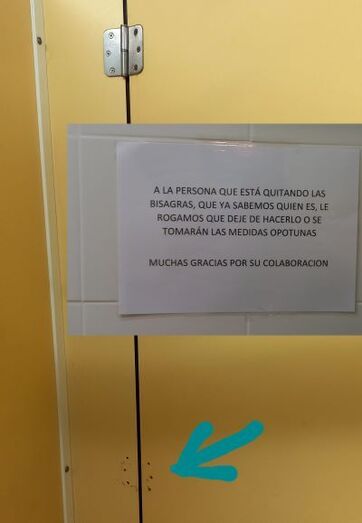 A LA PERSONA QUE ESTÁ QUITANDO LAS
BISAGRAS, QUE YA SABEMOS QUIEN ES, LE
ROGAMOS QUE DEJE DE HACERLO O SE
TOMARÁN LAS MEDIDAS OPOTUNAS
MUCHAS GRACIAS POR SU COLABORACION